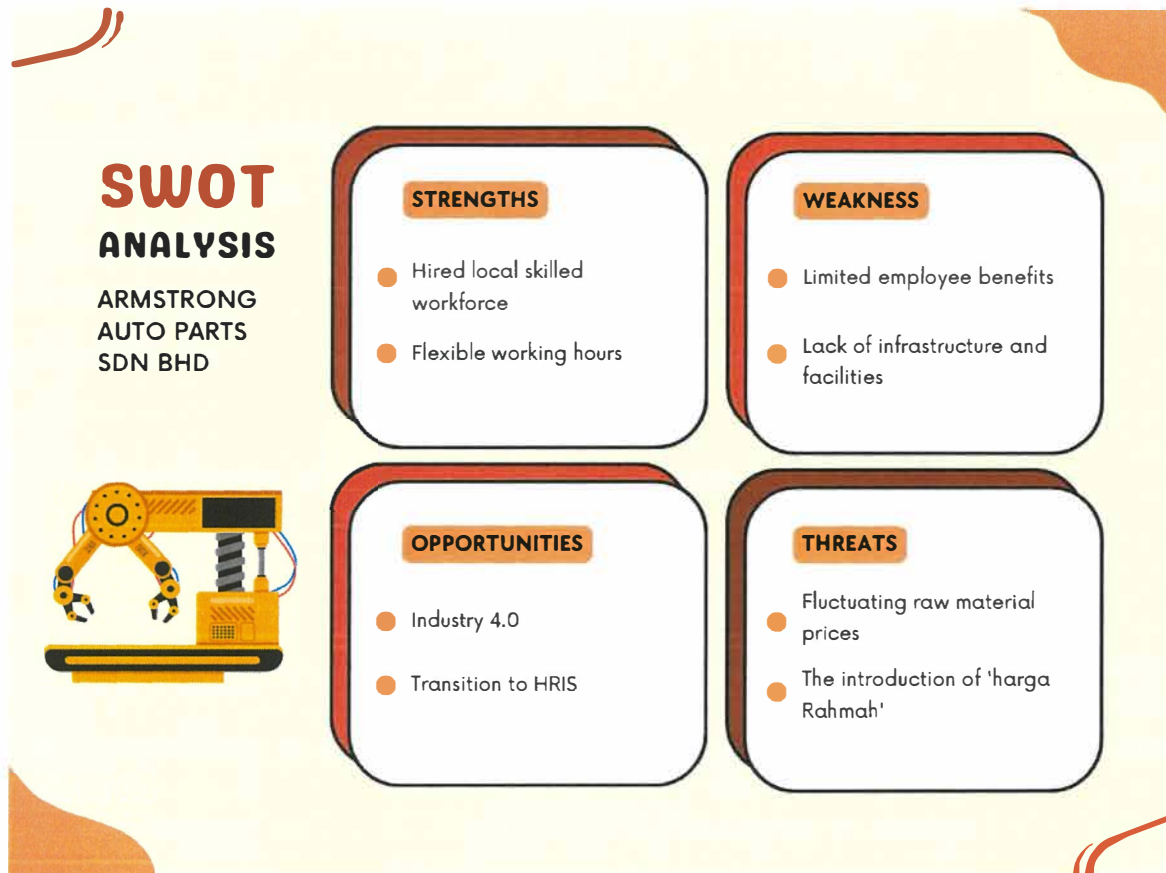 SWOT
ANALYSIS
ARMSTRONG
AUTO PARTS
SDN BHD
STRENGTHS
Hired local skilled
workforce
Flexible working hours
WEAKNESS
Limited employee benefits
Lack of infrastructure and
facilities
OPPORTUNITIES
Industry 4.0
Transition to HRIS
THREATS
Fluctuating raw material
prices
The introduction of 'harga
Rahmah'